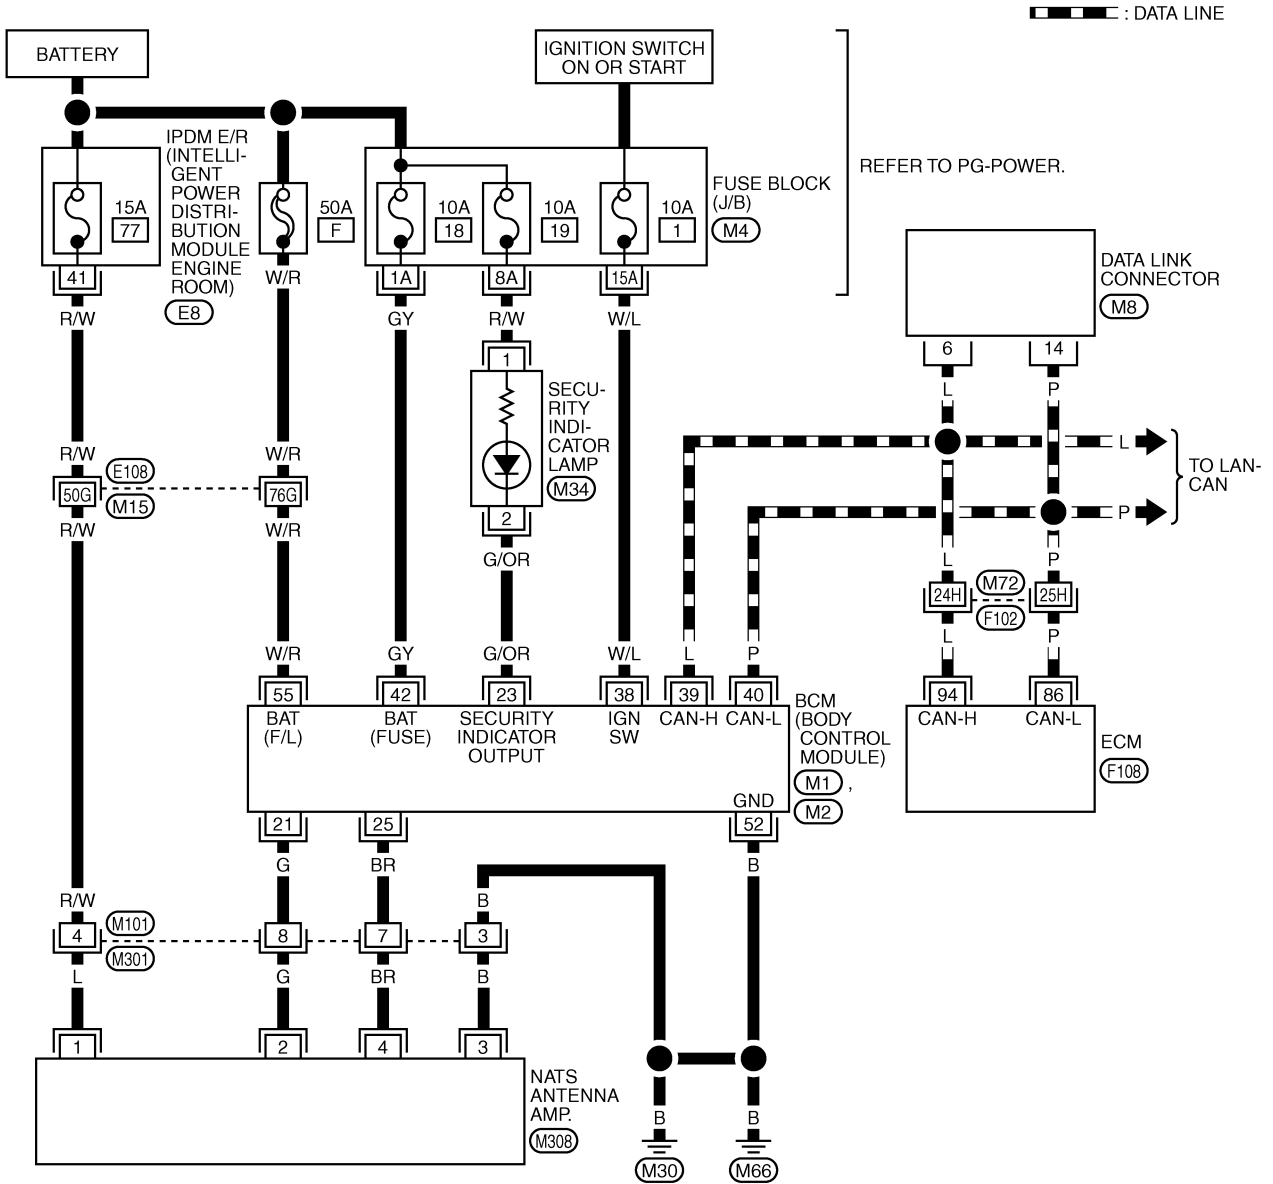 : DATA LINE
BATTERY
IGNITION SWITCH
ON OR START
REFER TO PG-POWER.
IPDM E/R
(INTELLI-
GENT
POWER
DISTRI-
BUTION
MODULE
ENGINE
ROOM)
E8
15A
77
50A
F
10A
18
10A
19
10A
1
FUSE BLOCK
(J/B)
M4
41
1A
8A
15A
R/W
W/R
GY
R/W
W/L
DATA LINK
CONNECTOR
M8
6
14
L
P
1
SECU-
RITY
INDI-
CATOR
LAMP
M34
2
G/OR
L
P
TO LAN-
CAN
R/W
W/R
E108
50G
M15
76G
R/W
W/R
L
P
24H
M72
F102
25H
L
P
W/R
GY
G/OR
W/L
L
P
55
42
23
38
39
40
94
86
BAT
(F/L)
BAT
(FUSE)
SECURITY
INDICATOR
OUTPUT
IGN
SW
CAN-H
CAN-L
BCM
(BODY
CONTROL
MODULE)
M1 ,
M2
CAN-H
CAN-L
ECM
F108
GND
21
25
52
G
BR
B
R/W
B
4
M101
M301
8
7
3
L
G
BR
B
1
2
4
3
NATS
ANTENNA
AMP.
M308
B
B
M30
M66